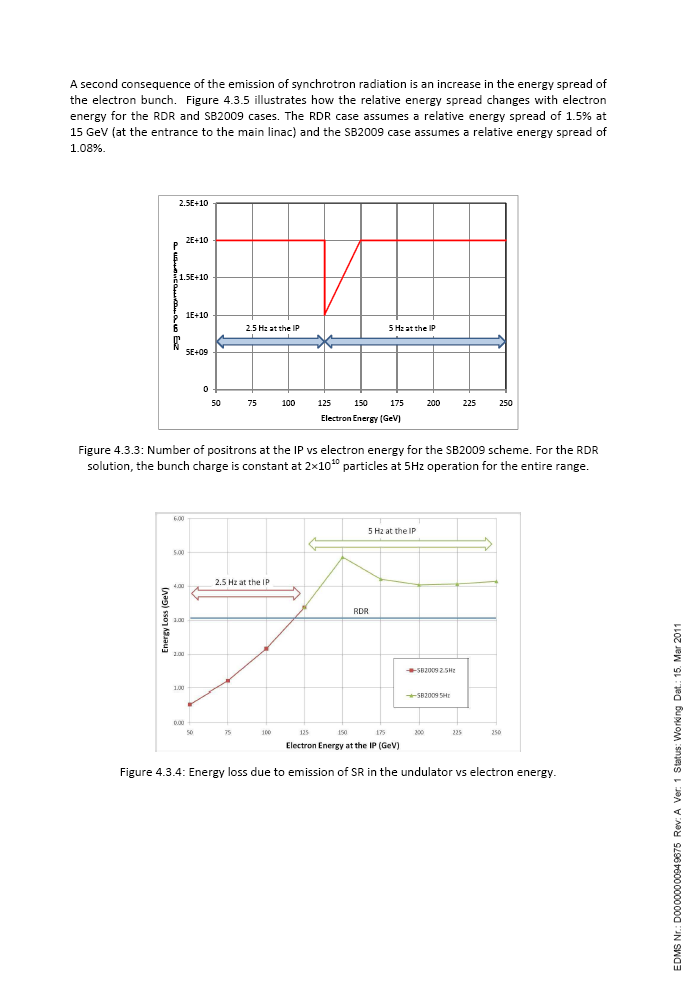 A second consequence of the emission of synchrotron radiation is an increase in the energy spread of
the electron bunch. Figure 4.3.5 illustrates how the relative energy spread changes with electron
energy for the RDR and SB2009 cases. The RDR case assumes a relative energy spread of 1.5% at
15 GeV (at the entrance to the main linac) and the SB2009 case assumes a relative energy spread of
1.08%.
2.5E+10
2E+10
1.5E+10
1E+10
5E+09
0
2.5 Hz at the IP
5 Hz at the IP
50 75 100 125 150 175 200 225 250
Electron Energy (GeV)
Figure 4.3.3: Number of positrons at the IP vs electron energy for the SB2009 scheme. For the RDR
solution, the bunch charge is constant at 2×10¹⁰ particles at 5Hz operation for the entire range.
6.00
5.00
4.00
3.00
2.00
1.00
0.00
Energy Loss (GeV)
5 Hz at the IP
2.5 Hz at the IP
RDR
SB2009 2.5Hz
SB2009 5Hz
50 75 100 125 150 175 200 225 250
Electron Energy at the IP (GeV)
Figure 4.3.4: Energy loss due to emission of SR in the undulator vs electron energy.
EDMS Nr.: D00000000949675 Rev: A Ver: 1 Status: Working Dat.: 15. Mar 2011